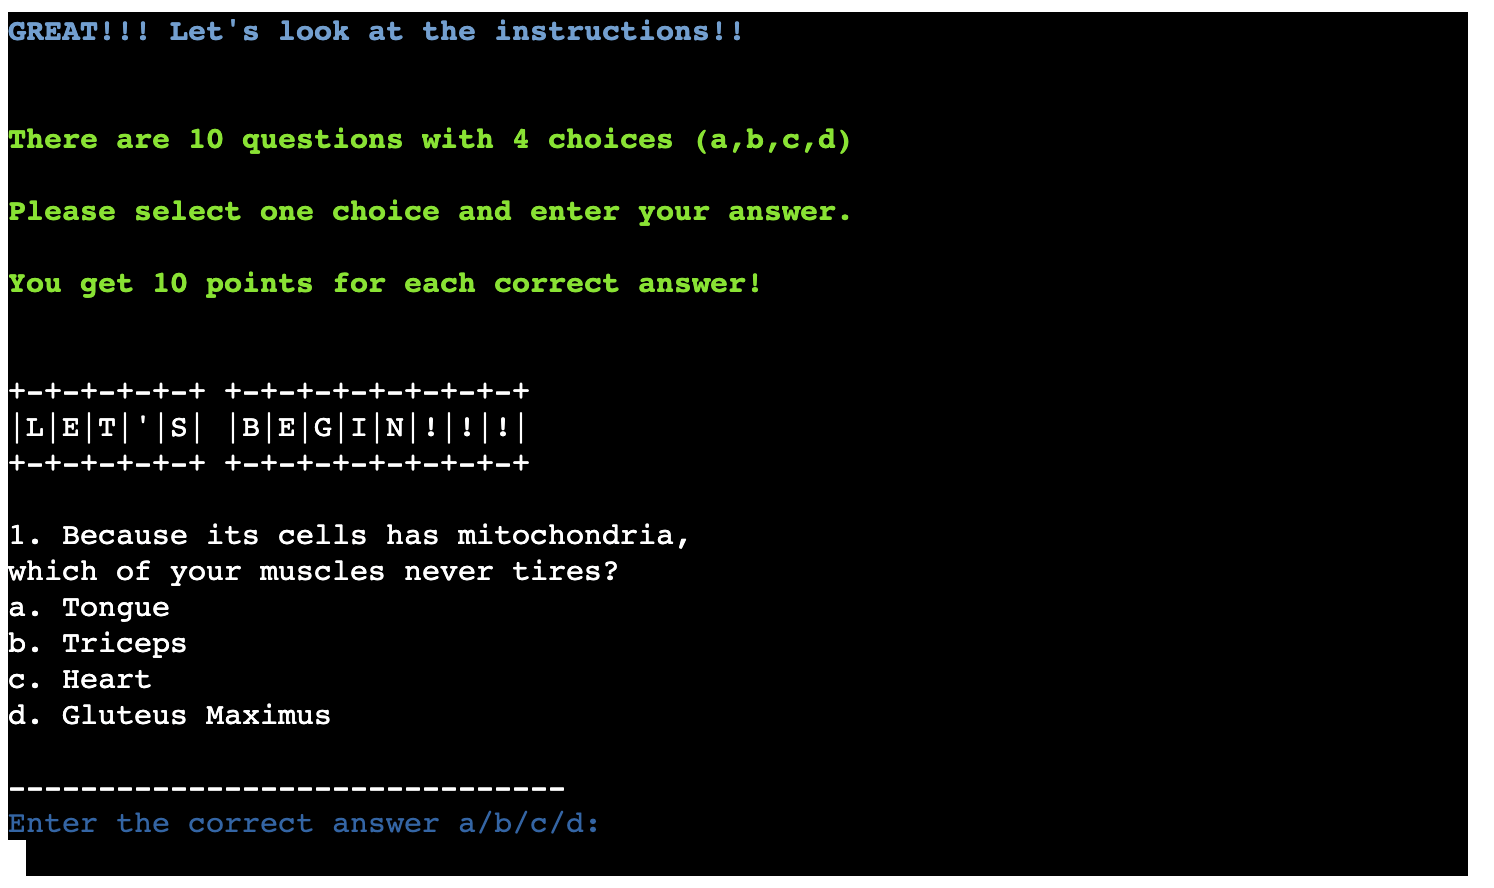 GREAT!!! Let's look at the instructions!!
There are 10 questions with 4 choices (a,b,c,d)
Please select one choice and enter your answer.
You get 10 points for each correct answer!
+-+-+-+-+-+ +-+-+-+-+-+-+-+-+
|L|E|T|'|S| |B|E|G|I|N|!|!|!|
+-+-+-+-+-+ +-+-+-+-+-+-+-+-+
1. Because its cells has mitochondria,
which of your muscles never tires?
a. Tongue
b. Triceps
c. Heart
d. Gluteus Maximus
-------------------------------
Enter the correct answer a/b/c/d: